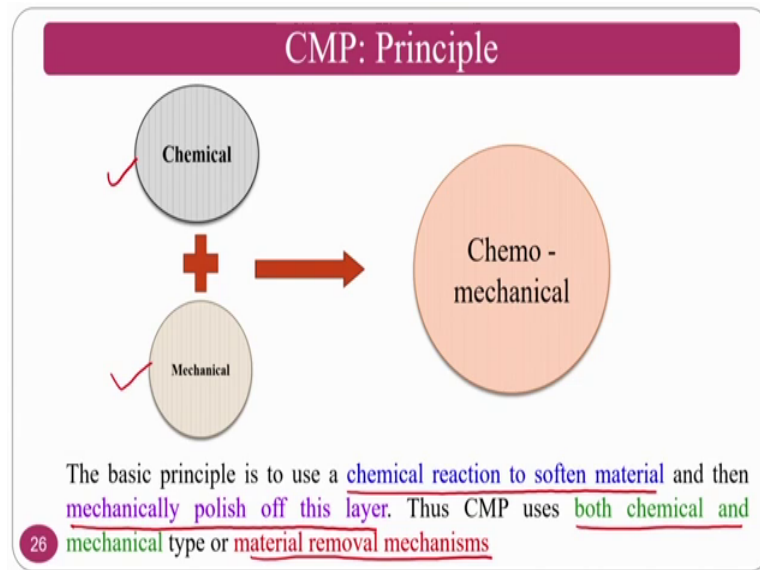 CMP: Principle
Chemical
Mechanical
Chemo -
mechanical
The basic principle is to use a chemical reaction to soften material and then
mechanically polish off this layer. Thus CMP uses both chemical and
mechanical type or material removal mechanisms
26